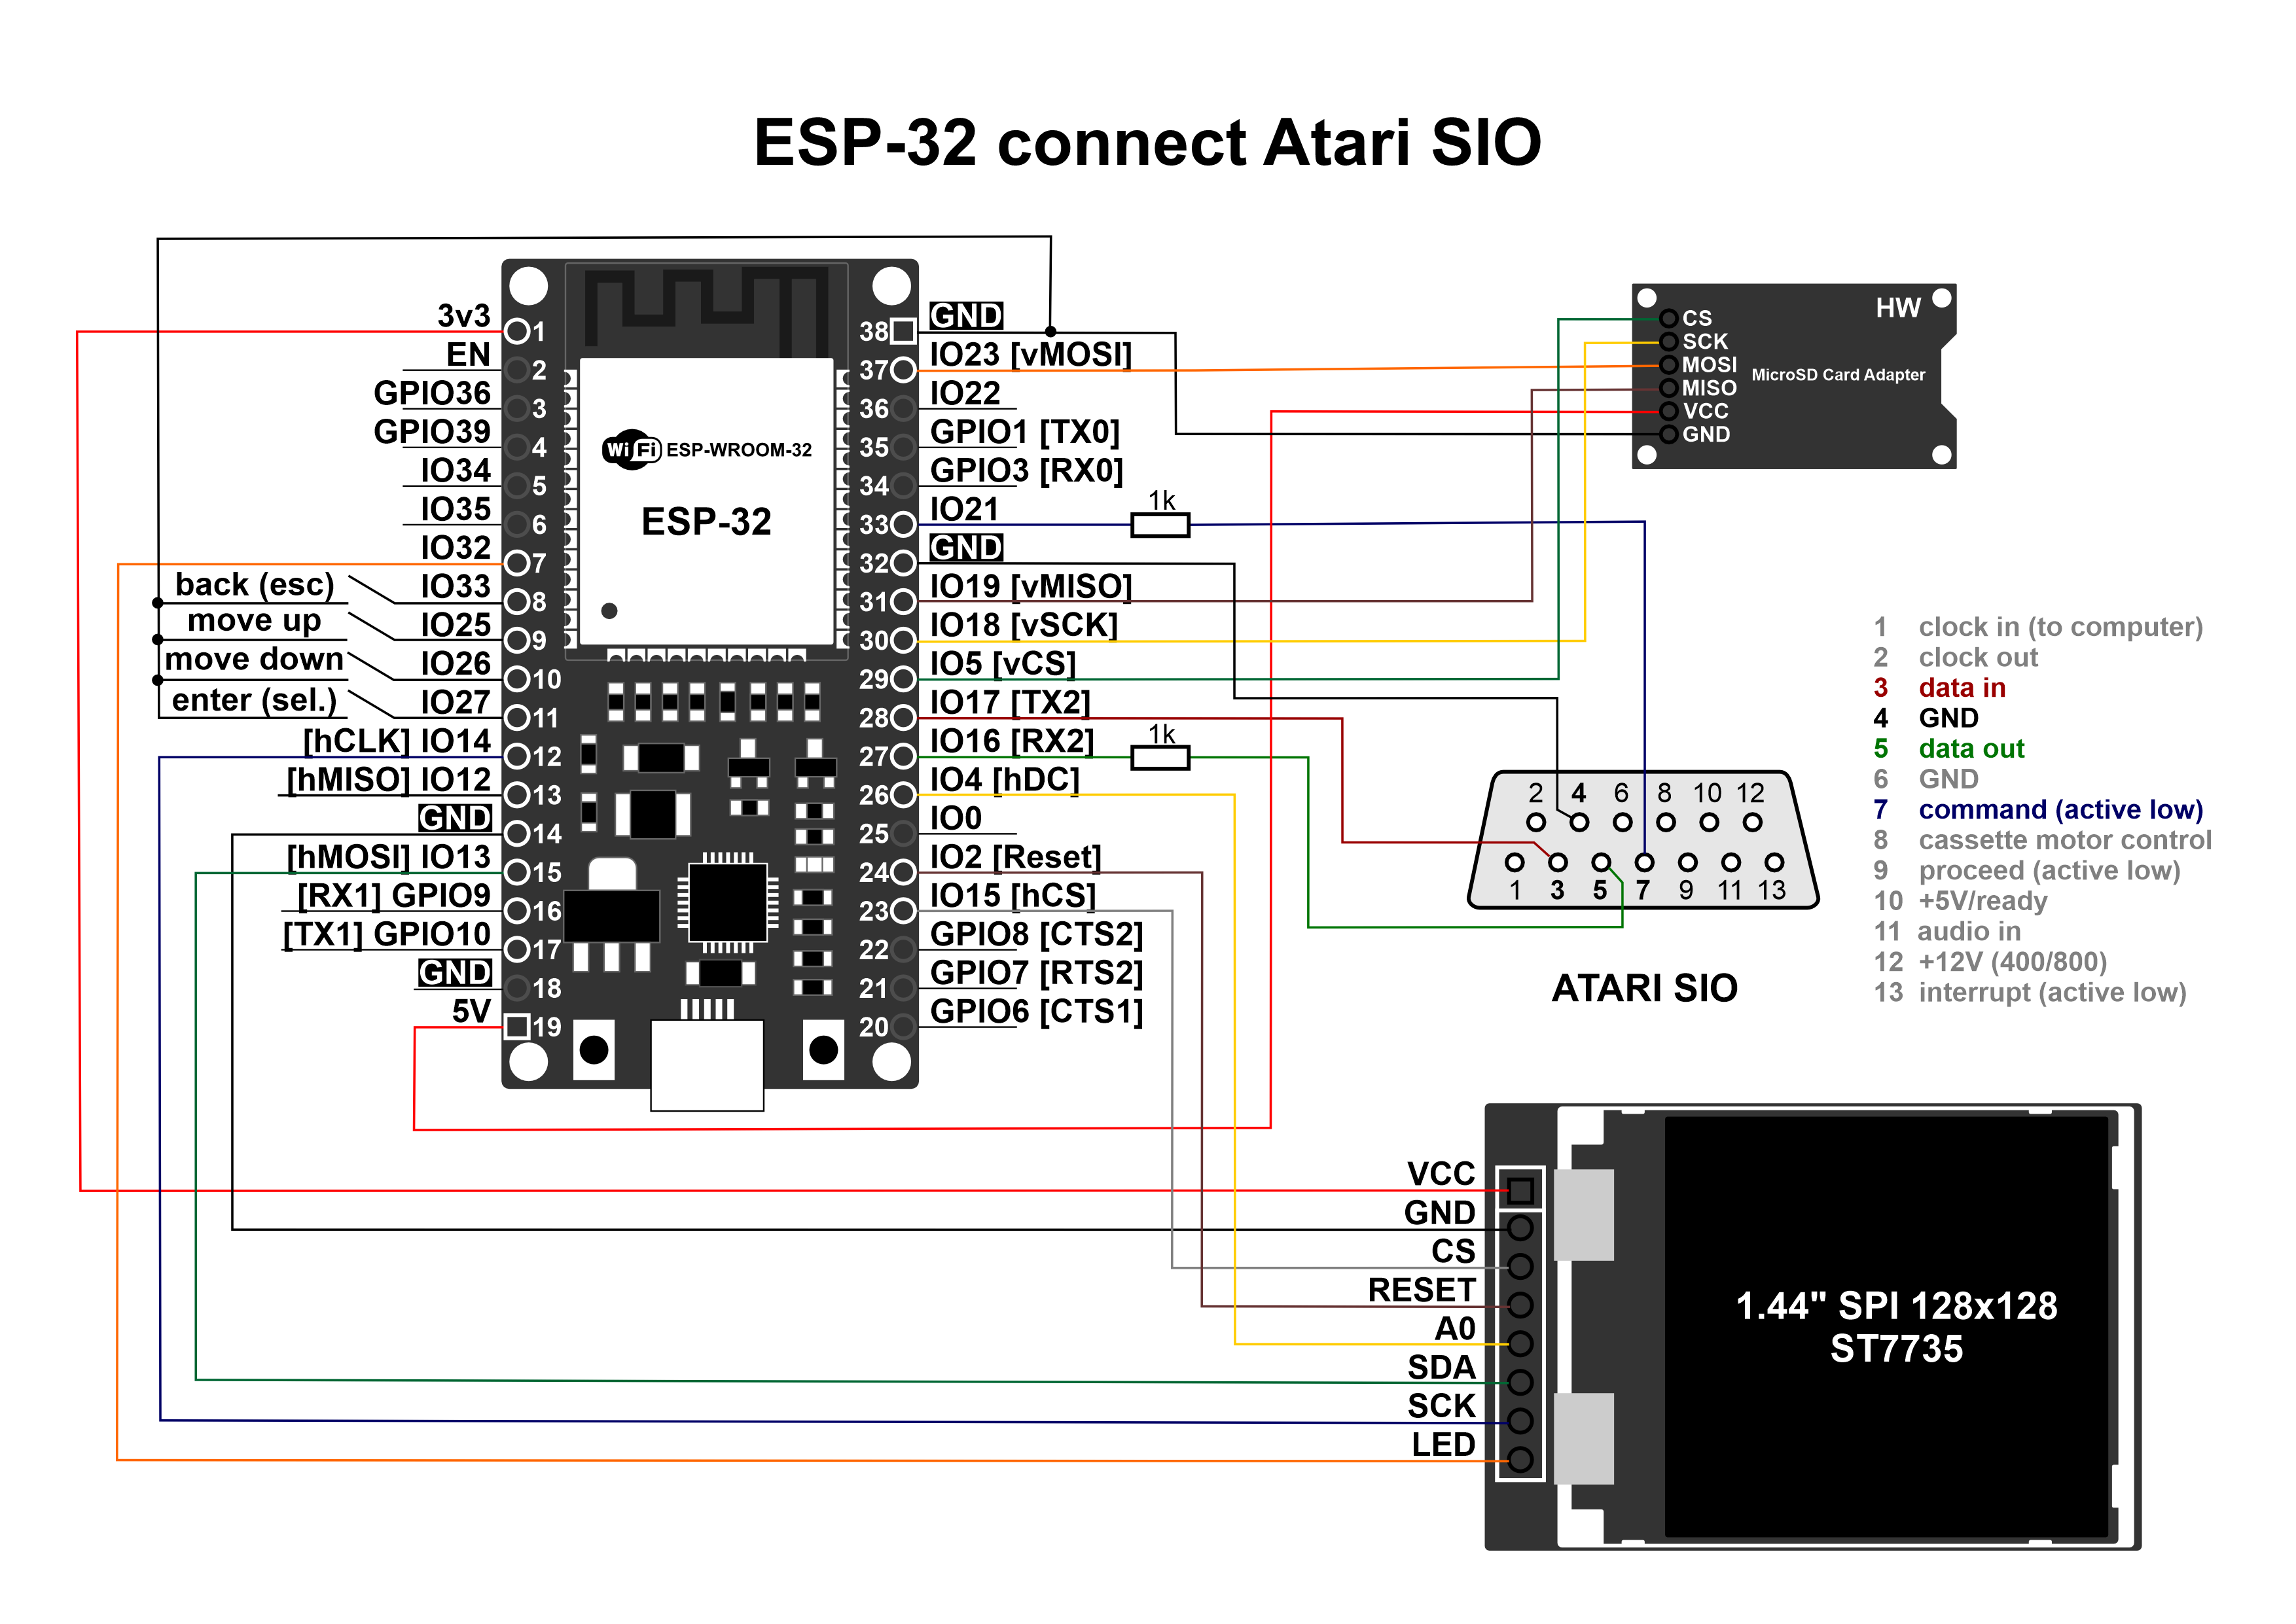 ESP-32 connect Atari SIO
3v3
EN
GPIO36
GPIO39
IO34
IO35
IO32
back (esc)
IO33
move up
IO25
move down
IO26
enter (sel.)
IO27
[hCLK] IO14
[hMISO] IO12
GND
[hMOSI] IO13
[RX1] GPIO9
[TX1] GPIO10
GND
5V
1
2
3
4
5
6
7
8
9
10
11
12
13
14
15
16
17
18
19
WiFi ESP-WROOM-32
ESP-32
38
37
36
35
34
33
32
31
30
29
28
27
26
25
24
23
22
21
20
GND
IO23 [vMOSI]
IO22
GPIO1 [TX0]
GPIO3 [RX0]
IO21
1k
GND
IO19 [vMISO]
IO18 [vSCK]
IO5 [vCS]
IO17 [TX2]
IO16 [RX2]
1k
IO4 [hDC]
IO0
IO2 [Reset]
IO15 [hCS]
GPIO8 [CTS2]
GPIO7 [RTS2]
GPIO6 [CTS1]
HW
CS
SCK
MOSI
MISO
VCC
GND
MicroSD Card Adapter
1 clock in (to computer)
2 clock out
3 data in
4 GND
5 data out
6 GND
7 command (active low)
8 cassette motor control
9 proceed (active low)
10 +5V/ready
11 audio in
12 +12V (400/800)
13 interrupt (active low)
2 4 6 8 10 12
1 3 5 7 9 11 13
ATARI SIO
VCC
GND
CS
RESET
A0
SDA
SCK
LED
1.44" SPI 128x128
ST7735